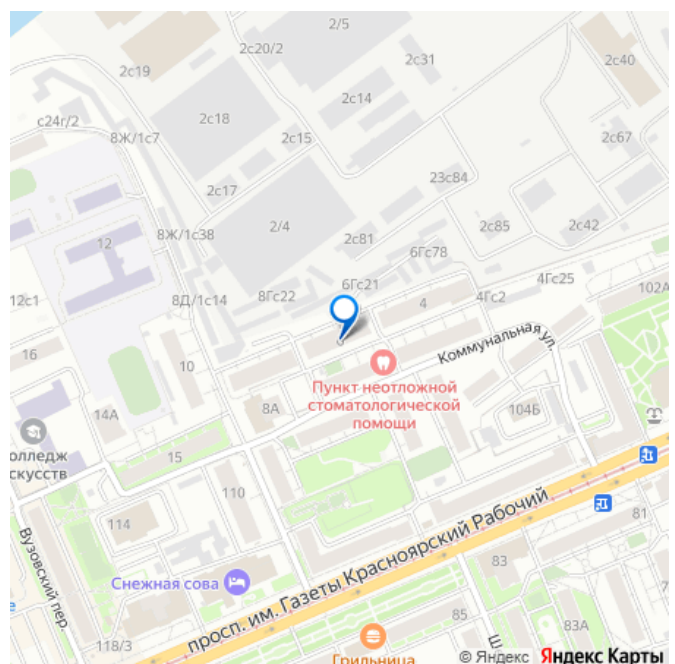 2/5
2с20/2
2с19
2с31
2с40
2с14
2с18
с24г/2
8Ж/1с7
2с15
2с67
2с17
23с84
2/4
2с85
2с42
12
8Ж/1с38
2с81
6Гс78
6Гс21
4Гс25
12с1
8Д/1с14
8Гс22
4
4Гс2
102А
16
10
Коммунальная ул.
Пункт неотложной
стоматологической
помощи
14А
8А
104Б
олледж
скусств
15
110
114
81
Вузовский пер.
просп. им. Газеты Красноярский Рабочий
83
Снежная сова
118/3
85
83А
Грильница
© Яндекс Яндекс Карты